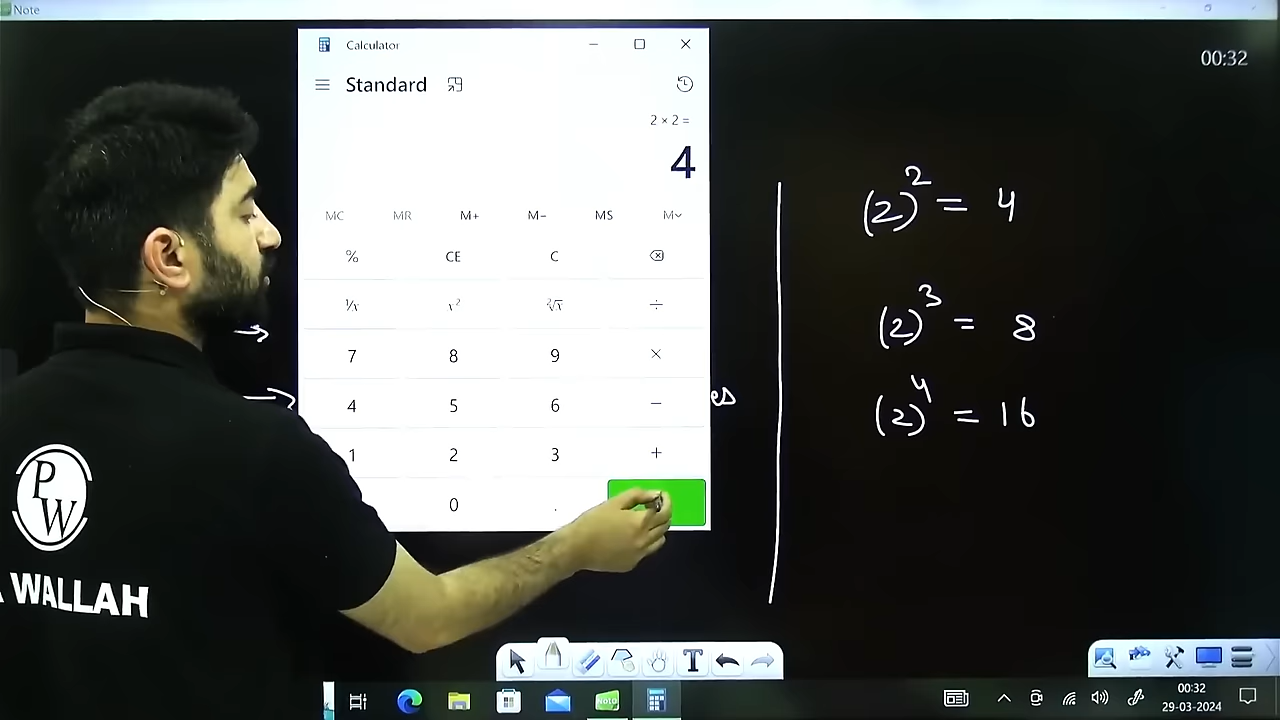 Note
00:32
Calculator
Standard
2 × 2 =
4
MC MR M+ M− MS M˅
% CE C
¹/x x² ²√x ÷
7 8 9 ×
4 5 6 −
1 2 3 +
0 .
es
(2)² = 4
(2)³ = 8
(2)⁴ = 16
PW
WALLAH
T
Note
00:32
29-03-2024